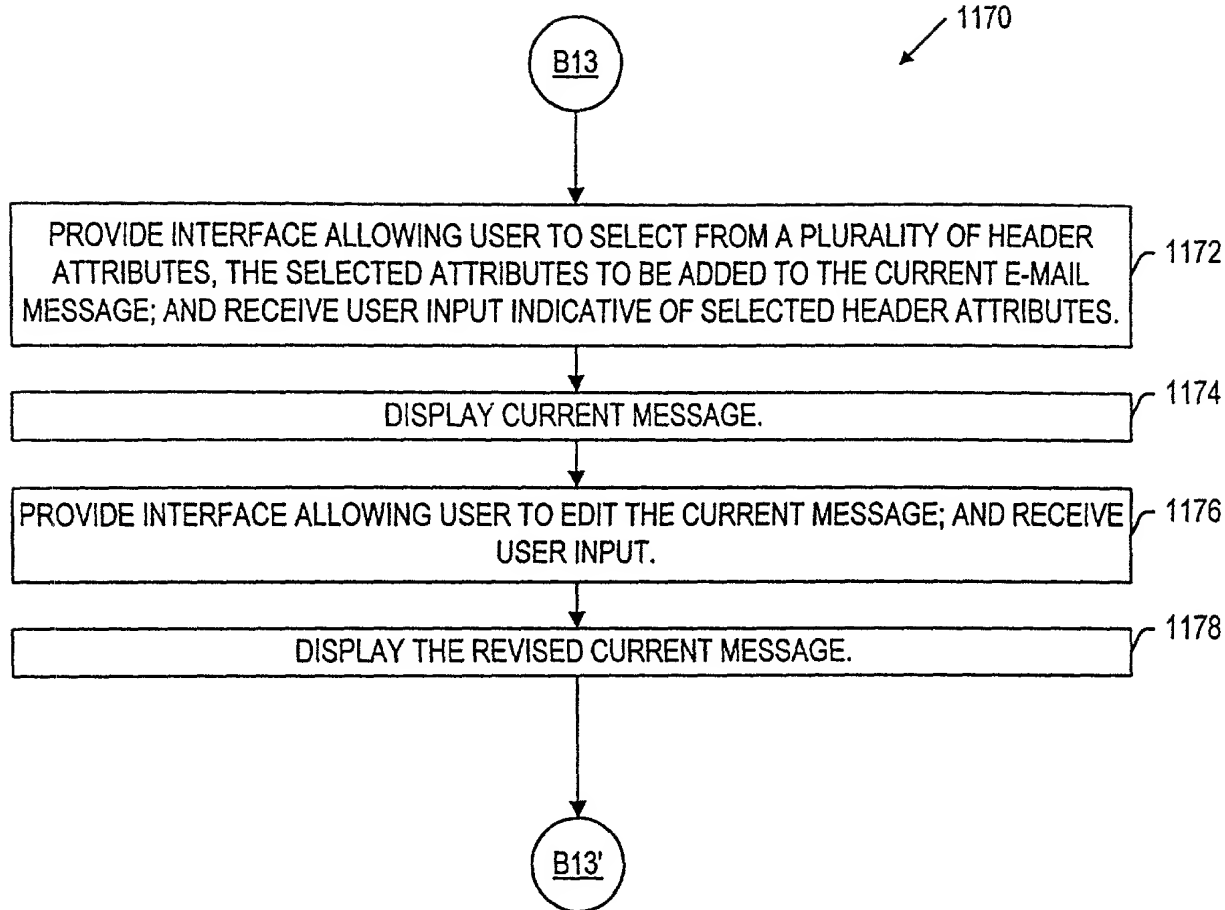 1170
B13
PROVIDE INTERFACE ALLOWING USER TO SELECT FROM A PLURALITY OF HEADER
ATTRIBUTES, THE SELECTED ATTRIBUTES TO BE ADDED TO THE CURRENT E-MAIL
MESSAGE; AND RECEIVE USER INPUT INDICATIVE OF SELECTED HEADER ATTRIBUTES.
1172
DISPLAY CURRENT MESSAGE.
1174
PROVIDE INTERFACE ALLOWING USER TO EDIT THE CURRENT MESSAGE; AND RECEIVE
USER INPUT.
1176
DISPLAY THE REVISED CURRENT MESSAGE.
1178
B13'